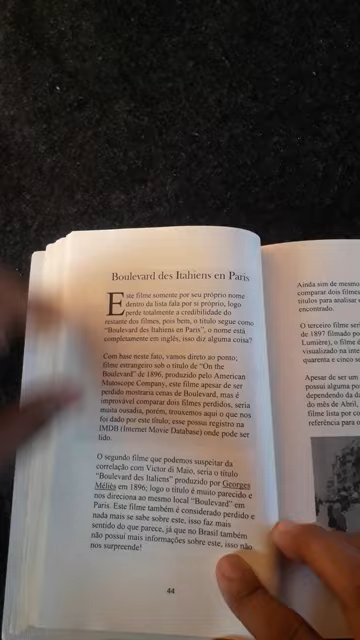 Boulevard des Italiens en Paris
Este filme somente por seu próprio nome
dentro da lista fala por si próprio, logo
perde totalmente a credibilidade do
restante dos filmes, pois bem, o título segue como
"Boulevard des Italiens en Paris", o nome está
completamente em inglês, isso diz alguma coisa?
Com base neste fato, vamos direto ao ponto;
filme estrangeiro sob o titulo de "On the
Boulevard" de 1896, produzido pelo American
Mutoscope Company, este filme apesar de ser
perdido mostraria cenas de Boulevard, mas é
improvável comparar dois filmes perdidos, seria
muita ousadia, porém, trouxemos aqui o que nos
foi dado por este título; esse possui registro na
IMDB (Internet Movie Database) onde pode ser
lido.
O segundo filme que podemos suspeitar da
correlação com Victor di Maio, seria o título
"Boulevard des Italiens" produzido por Georges
Méliès em 1896; logo o titulo é muito parecido e
nos direciona ao mesmo local "Boulevard" em
Paris. Este filme também é considerado perdido e
nada mais se sabe sobre este, isso faz mais
sentido do que parece, já que no Brasil também
não possui mais informações sobre este, isso não
nos surpreende!
44
Ainda sim de mesmo
comparar dois filmes
titulos para analisar
encontrado.
O terceiro filme ser
de 1897 filmado po
Lumière), o filme é
visualizado na inte
quarenta e cinco s
Apesar de ser um
possui alguma po
dependendo da d
do mês de Abril,
filme lista por co
referência para o